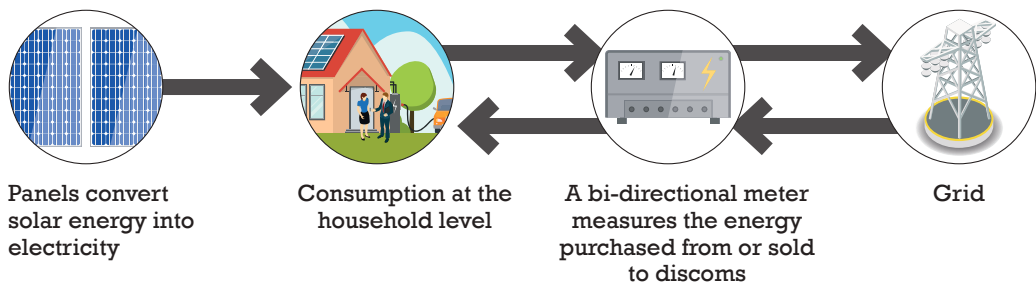 Panels convert
solar energy into
electricity
Consumption at the
household level
A bi-directional meter
measures the energy
purchased from or sold
to discoms
Grid